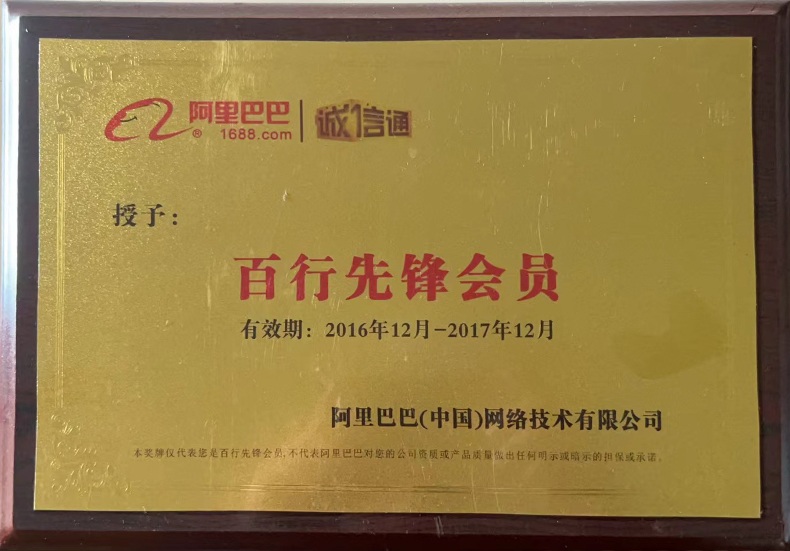 阿里巴巴 | 诚信通
® 1688.com
授予:
百行先锋会员
有效期: 2016年12月-2017年12月
阿里巴巴(中国)网络技术有限公司
本奖牌仅代表您是百行先锋会员,不代表阿里巴巴对您的公司资质或产品质量做出任何明示或暗示的担保或承诺。